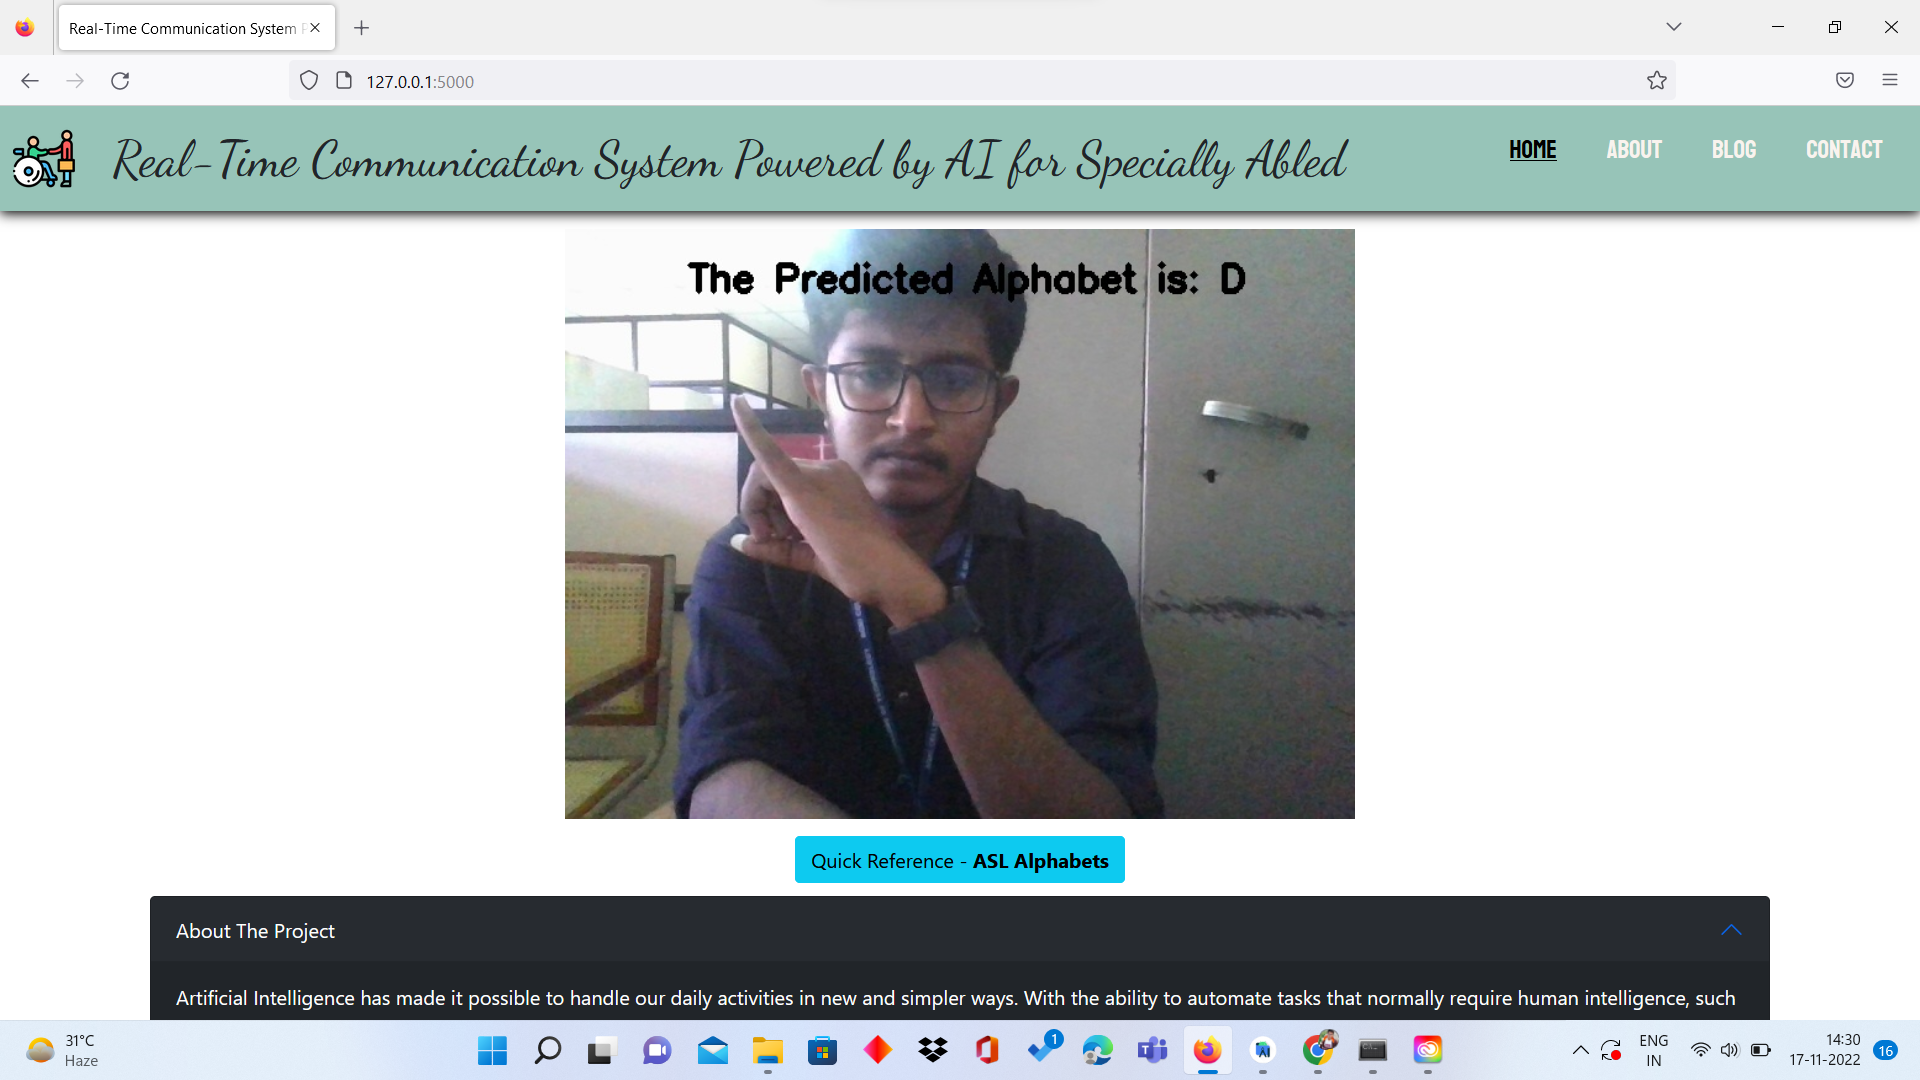 Real-Time Communication System
127.0.0.1:5000
Real-Time Communication System Powered by AI for Specially Abled
HOME ABOUT BLOG CONTACT
The Predicted Alphabet is: D
Quick Reference - ASL Alphabets
About The Project
Artificial Intelligence has made it possible to handle our daily activities in new and simpler ways. With the ability to automate tasks that normally require human intelligence, such
31°C
Haze
1
ENG
IN
14:30
17-11-2022
16